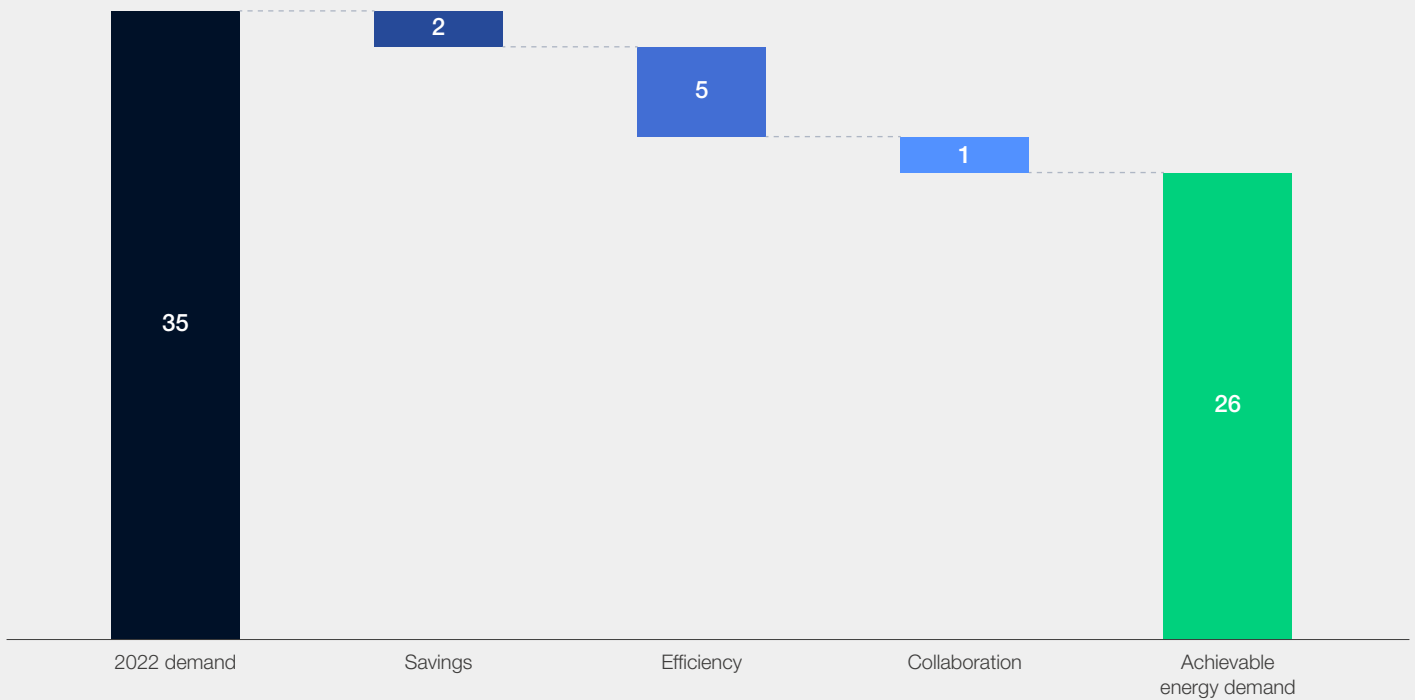 2
5
1
35
26
2022 demand
Savings
Efficiency
Collaboration
Achievable
energy demand